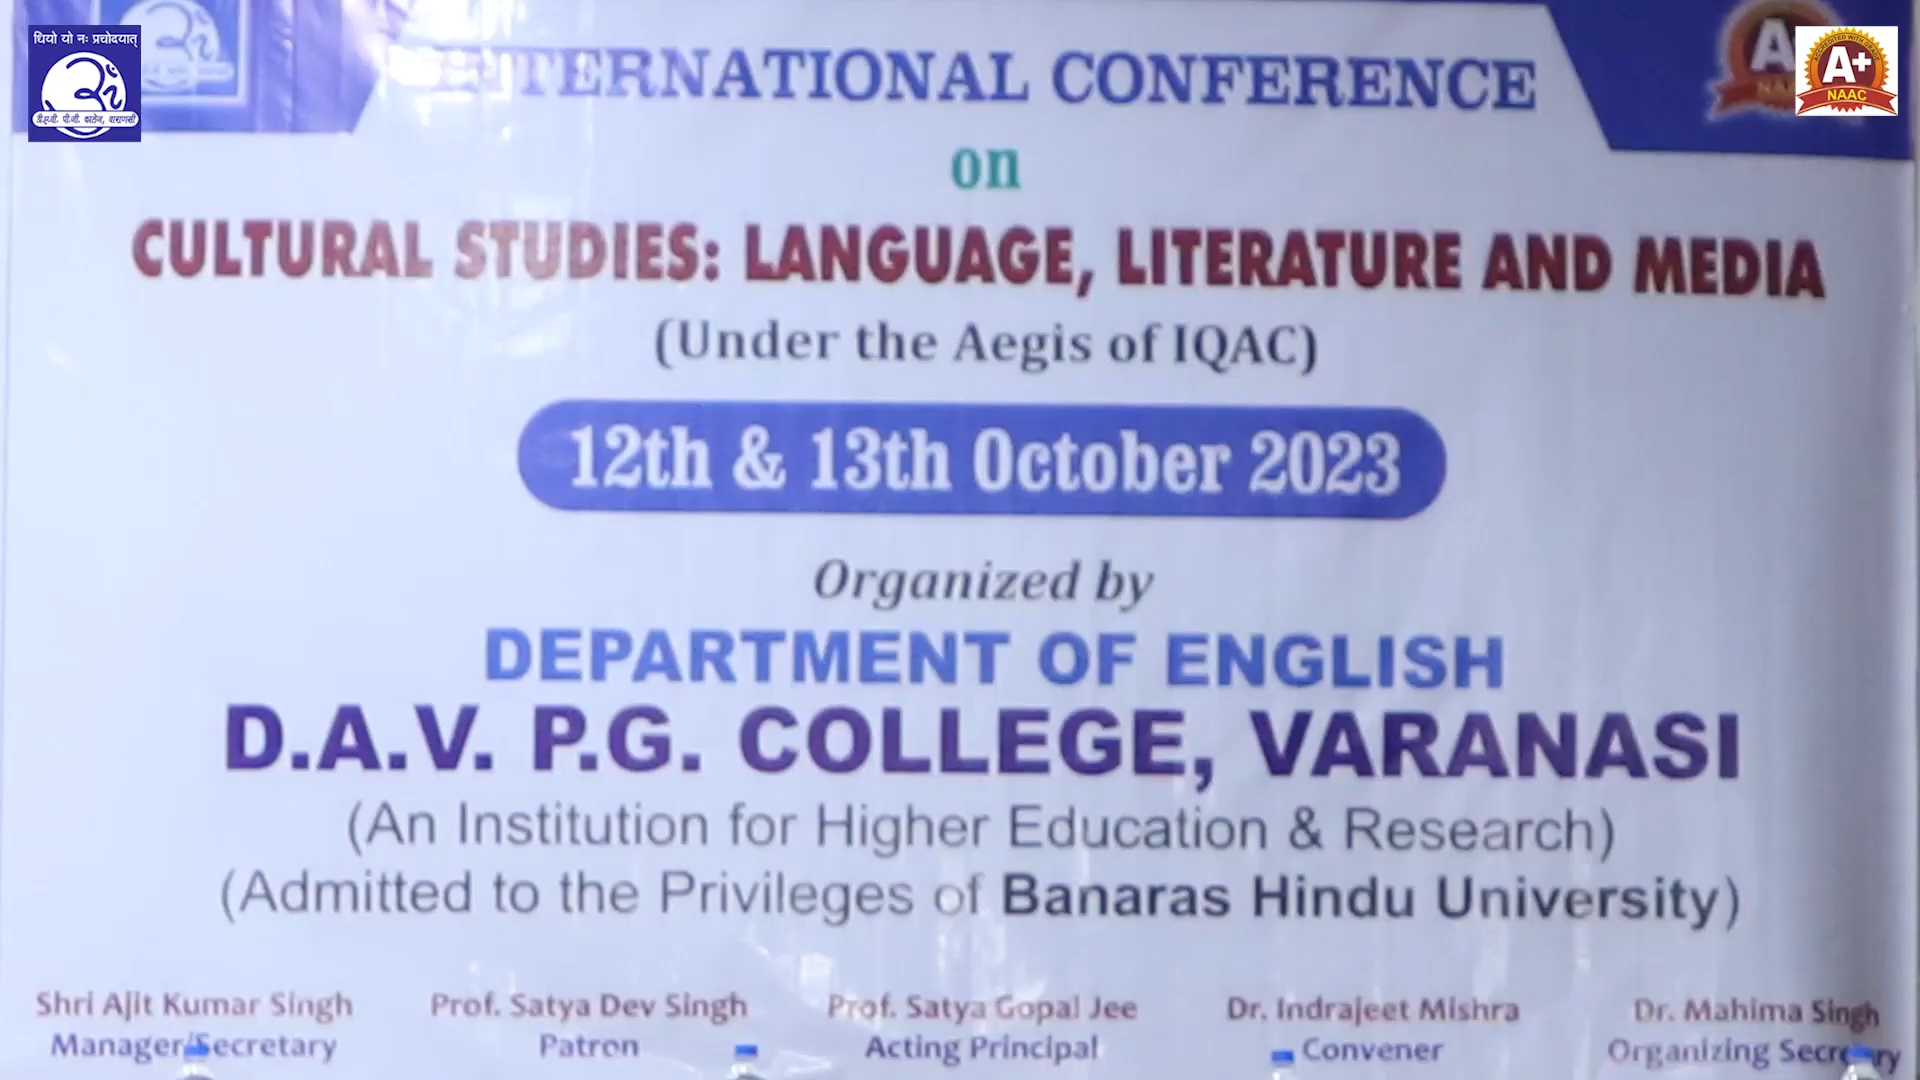 धियो यो नः प्रचोदयात्
डी.ए.वी. पी.जी. कालेज, वाराणसी
A+
NAAC
INTERNATIONAL CONFERENCE
on
CULTURAL STUDIES: LANGUAGE, LITERATURE AND MEDIA
(Under the Aegis of IQAC)
12th & 13th October 2023
Organized by
DEPARTMENT OF ENGLISH
D.A.V. P.G. COLLEGE, VARANASI
(An Institution for Higher Education & Research)
(Admitted to the Privileges of Banaras Hindu University)
Shri Ajit Kumar Singh Prof. Satya Dev Singh Prof. Satya Gopal Jee Dr. Indrajeet Mishra Dr. Mahima Singh
Manager/Secretary Patron Acting Principal Convener Organizing Secretary